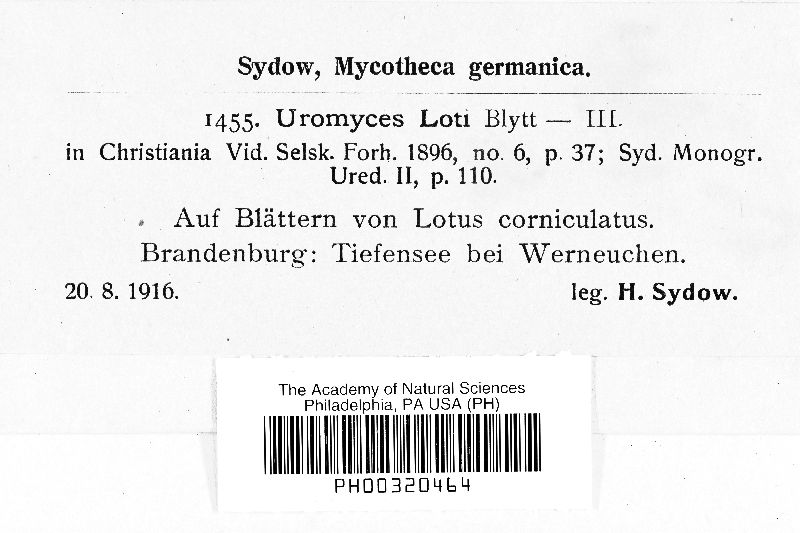 Sydow, Mycotheca germanica.
1455. Uromyces Loti Blytt — III.
in Christiania Vid. Selsk. Forh. 1896, no. 6, p. 37; Syd. Monogr.
Ured. II, p. 110.
Auf Blättern von Lotus corniculatus.
Brandenburg: Tiefensee bei Werneuchen.
20. 8. 1916. leg. H. Sydow.
The Academy of Natural Sciences
Philadelphia, PA USA (PH)
PH00320464